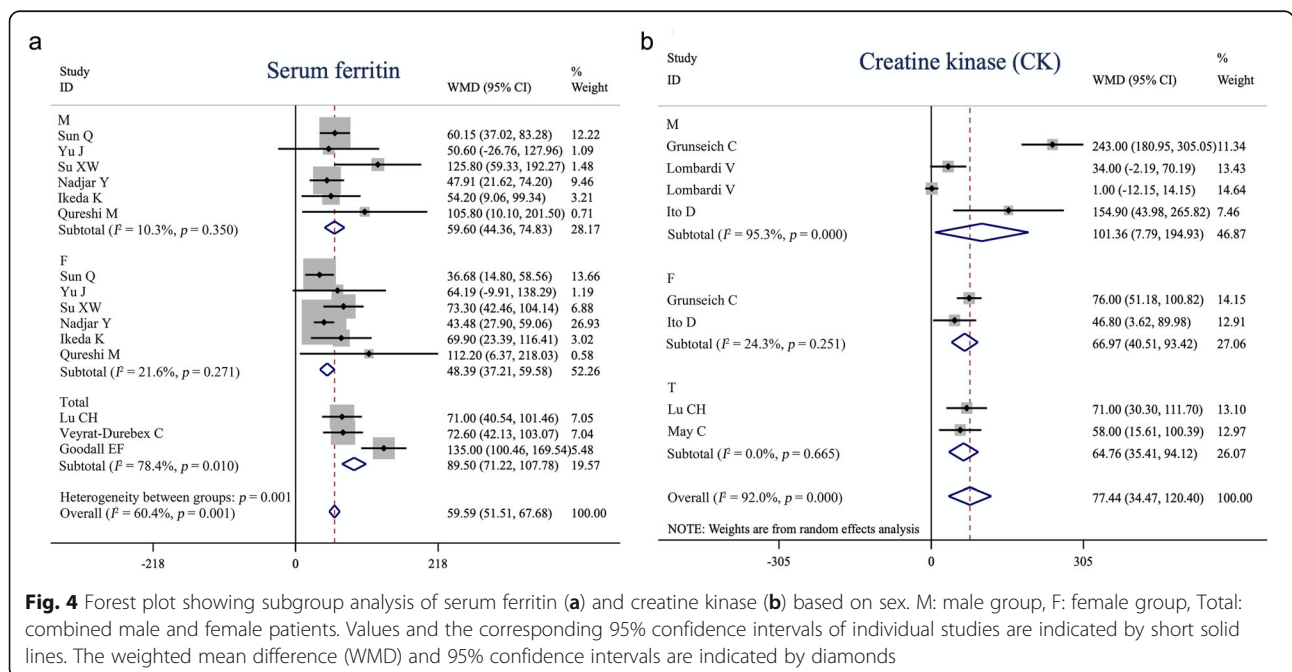 a
Study
ID
Serum ferritin
WMD (95% CI)
%
Weight
M
Sun Q 60.15 (37.02, 83.28) 12.22
Yu J 50.60 (-26.76, 127.96) 1.09
Su XW 125.80 (59.33, 192.27) 1.48
Nadjar Y 47.91 (21.62, 74.20) 9.46
Ikeda K 54.20 (9.06, 99.34) 3.21
Qureshi M 105.80 (10.10, 201.50) 0.71
Subtotal (I² = 10.3%, p = 0.350) 59.60 (44.36, 74.83) 28.17
F
Sun Q 36.68 (14.80, 58.56) 13.66
Yu J 64.19 (-9.91, 138.29) 1.19
Su XW 73.30 (42.46, 104.14) 6.88
Nadjar Y 43.48 (27.90, 59.06) 26.93
Ikeda K 69.90 (23.39, 116.41) 3.02
Qureshi M 112.20 (6.37, 218.03) 0.58
Subtotal (I² = 21.6%, p = 0.271) 48.39 (37.21, 59.58) 52.26
Total
Lu CH 71.00 (40.54, 101.46) 7.05
Veyrat-Durebex C 72.60 (42.13, 103.07) 7.04
Goodall EF 135.00 (100.46, 169.54)5.48
Subtotal (I² = 78.4%, p = 0.010) 89.50 (71.22, 107.78) 19.57
Heterogeneity between groups: p = 0.001
Overall (I² = 60.4%, p = 0.001) 59.59 (51.51, 67.68) 100.00
-218 0 218
b
Study
ID
Creatine kinase (CK)
WMD (95% CI)
%
Weight
M
Grunseich C 243.00 (180.95, 305.05)11.34
Lombardi V 34.00 (-2.19, 70.19) 13.43
Lombardi V 1.00 (-12.15, 14.15) 14.64
Ito D 154.90 (43.98, 265.82) 7.46
Subtotal (I² = 95.3%, p = 0.000) 101.36 (7.79, 194.93) 46.87
F
Grunseich C 76.00 (51.18, 100.82) 14.15
Ito D 46.80 (3.62, 89.98) 12.91
Subtotal (I² = 24.3%, p = 0.251) 66.97 (40.51, 93.42) 27.06
T
Lu CH 71.00 (30.30, 111.70) 13.10
May C 58.00 (15.61, 100.39) 12.97
Subtotal (I² = 0.0%, p = 0.665) 64.76 (35.41, 94.12) 26.07
Overall (I² = 92.0%, p = 0.000) 77.44 (34.47, 120.40) 100.00
NOTE: Weights are from random effects analysis
-305 0 305
Fig. 4 Forest plot showing subgroup analysis of serum ferritin (a) and creatine kinase (b) based on sex. M: male group, F: female group, Total:
combined male and female patients. Values and the corresponding 95% confidence intervals of individual studies are indicated by short solid
lines. The weighted mean difference (WMD) and 95% confidence intervals are indicated by diamonds